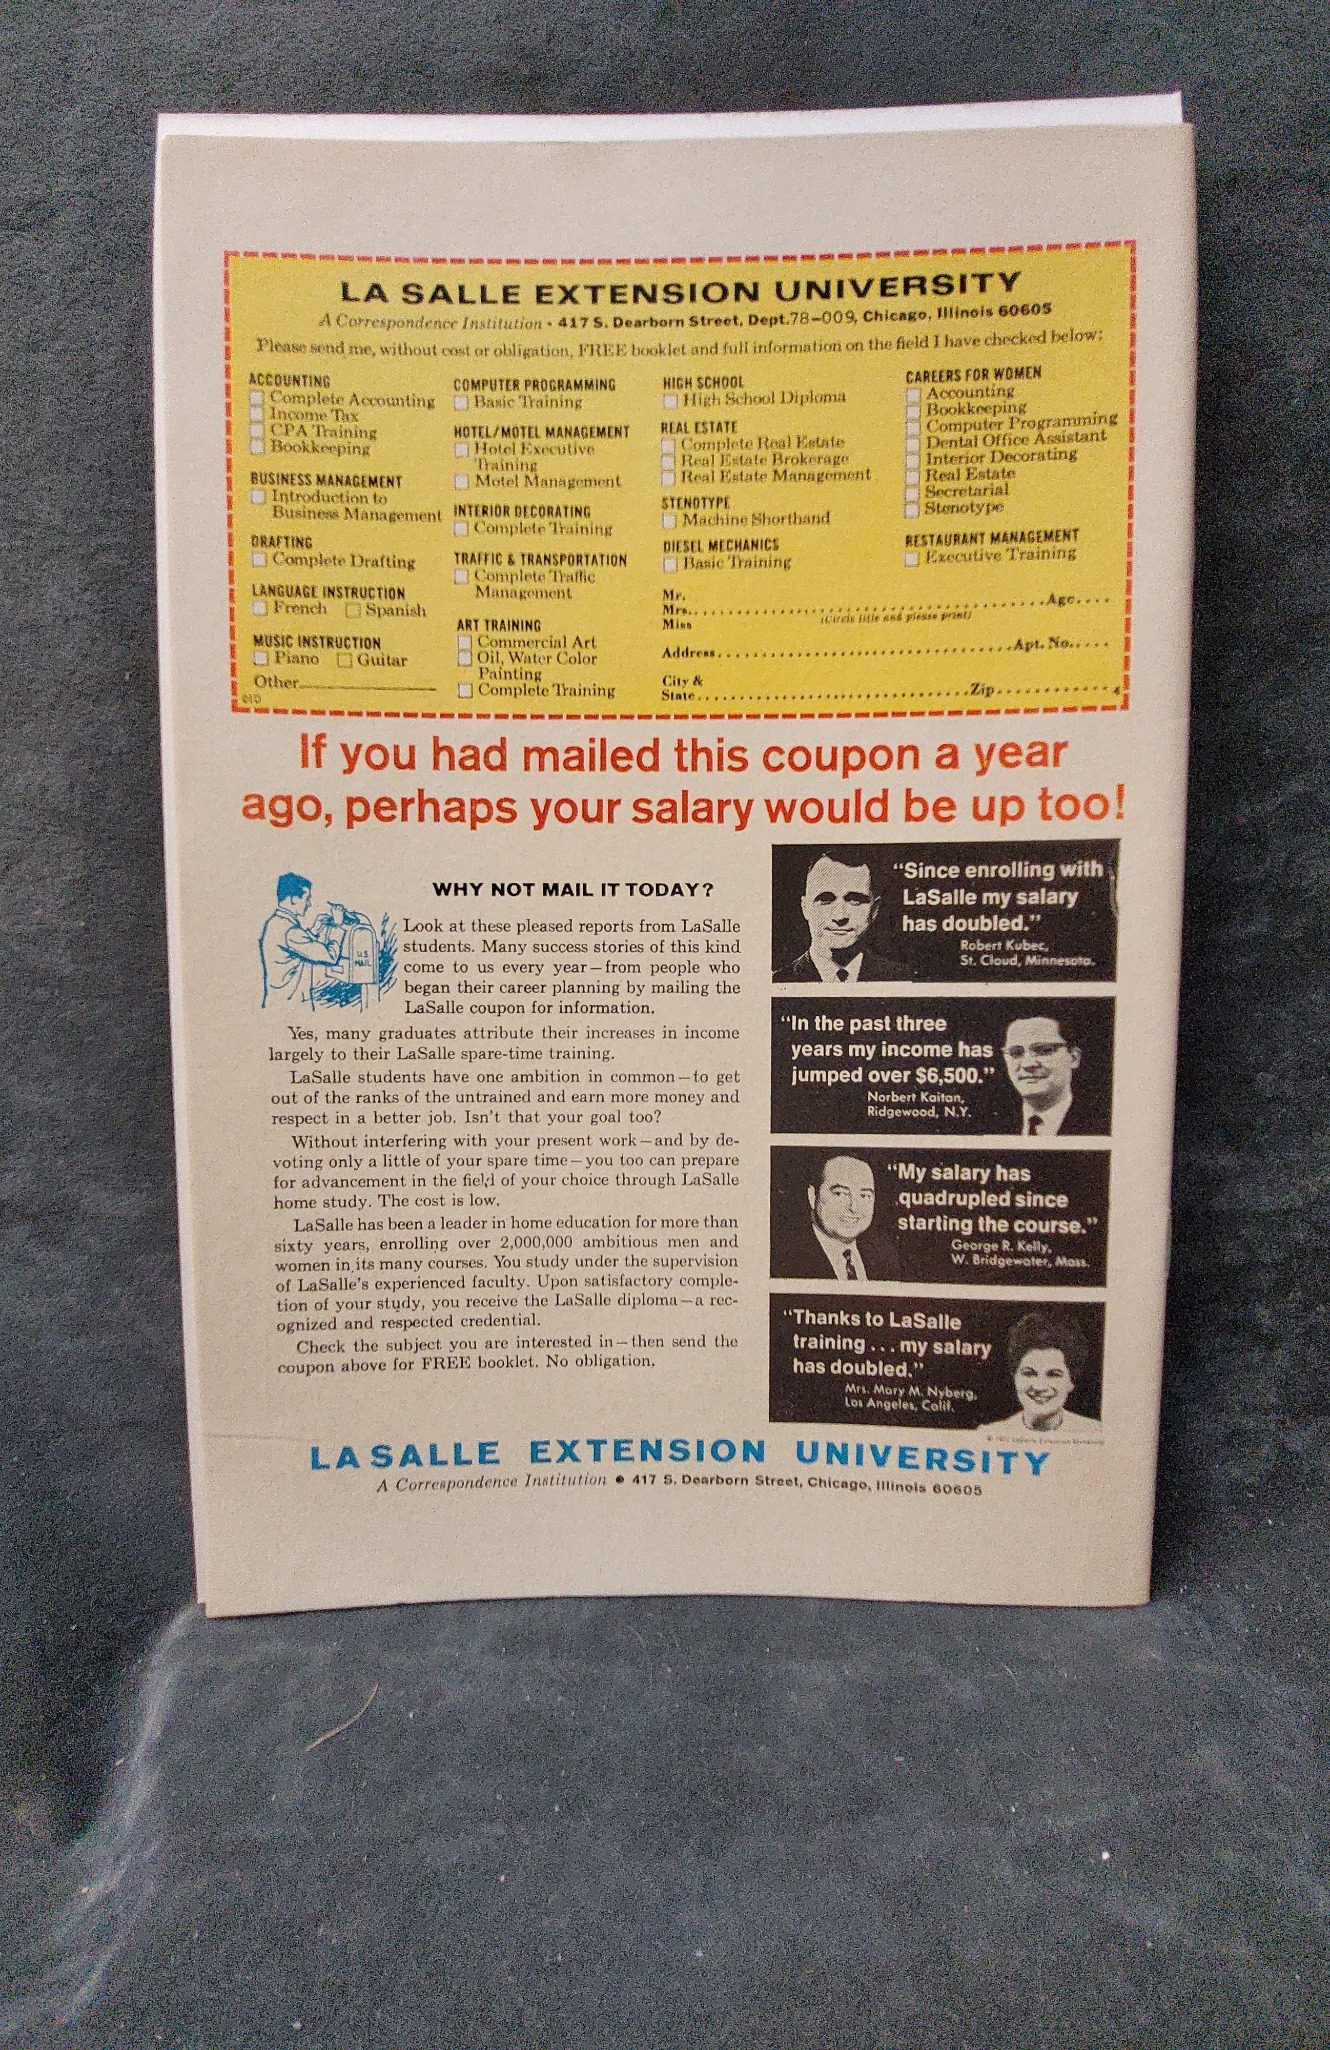 LA SALLE EXTENSION UNIVERSITY
A Correspondence Institution • 417 S. Dearborn Street, Dept.78-009, Chicago, Illinois 60605
Please send me, without cost or obligation, FREE booklet and full information on the field I have checked below:
ACCOUNTING
Complete Accounting
Income Tax
CPA Training
Bookkeeping
BUSINESS MANAGEMENT
Introduction to
Business Management
DRAFTING
Complete Drafting
LANGUAGE INSTRUCTION
French Spanish
MUSIC INSTRUCTION
Piano Guitar
Other
COMPUTER PROGRAMMING
Basic Training
HOTEL/MOTEL MANAGEMENT
Hotel Executive
Training
Motel Management
INTERIOR DECORATING
Complete Training
TRAFFIC & TRANSPORTATION
Complete Traffic
Management
ART TRAINING
Commercial Art
Oil, Water Color
Painting
Complete Training
HIGH SCHOOL
High School Diploma
REAL ESTATE
Complete Real Estate
Real Estate Brokerage
Real Estate Management
STENOTYPE
Machine Shorthand
DIESEL MECHANICS
Basic Training
CAREERS FOR WOMEN
Accounting
Bookkeeping
Computer Programming
Dental Office Assistant
Interior Decorating
Real Estate
Secretarial
Stenotype
RESTAURANT MANAGEMENT
Executive Training
Mr.
Mrs. Age
Miss (Circle title and please print)
Address Apt. No.
City &
State Zip
If you had mailed this coupon a year
ago, perhaps your salary would be up too!
WHY NOT MAIL IT TODAY?
U.S.
MAIL
Look at these pleased reports from LaSalle
students. Many success stories of this kind
come to us every year—from people who
began their career planning by mailing the
LaSalle coupon for information.
Yes, many graduates attribute their increases in income
largely to their LaSalle spare-time training.
LaSalle students have one ambition in common—to get
out of the ranks of the untrained and earn more money and
respect in a better job. Isn't that your goal too?
Without interfering with your present work—and by de-
voting only a little of your spare time—you too can prepare
for advancement in the field of your choice through LaSalle
home study. The cost is low.
LaSalle has been a leader in home education for more than
sixty years, enrolling over 2,000,000 ambitious men and
women in its many courses. You study under the supervision
of LaSalle's experienced faculty. Upon satisfactory comple-
tion of your study, you receive the LaSalle diploma—a rec-
ognized and respected credential.
Check the subject you are interested in—then send the
coupon above for FREE booklet. No obligation.
"Since enrolling with
LaSalle my salary
has doubled."
Robert Kubec,
St. Cloud, Minnesota.
"In the past three
years my income has
jumped over $6,500."
Norbert Kaitan,
Ridgewood, N.Y.
"My salary has
quadrupled since
starting the course."
George R. Kelly,
W. Bridgewater, Mass.
"Thanks to LaSalle
training...my salary
has doubled."
Mrs. Mary M. Nyberg,
Los Angeles, Calif.
LA SALLE EXTENSION UNIVERSITY
A Correspondence Institution • 417 S. Dearborn Street, Chicago, Illinois 60605